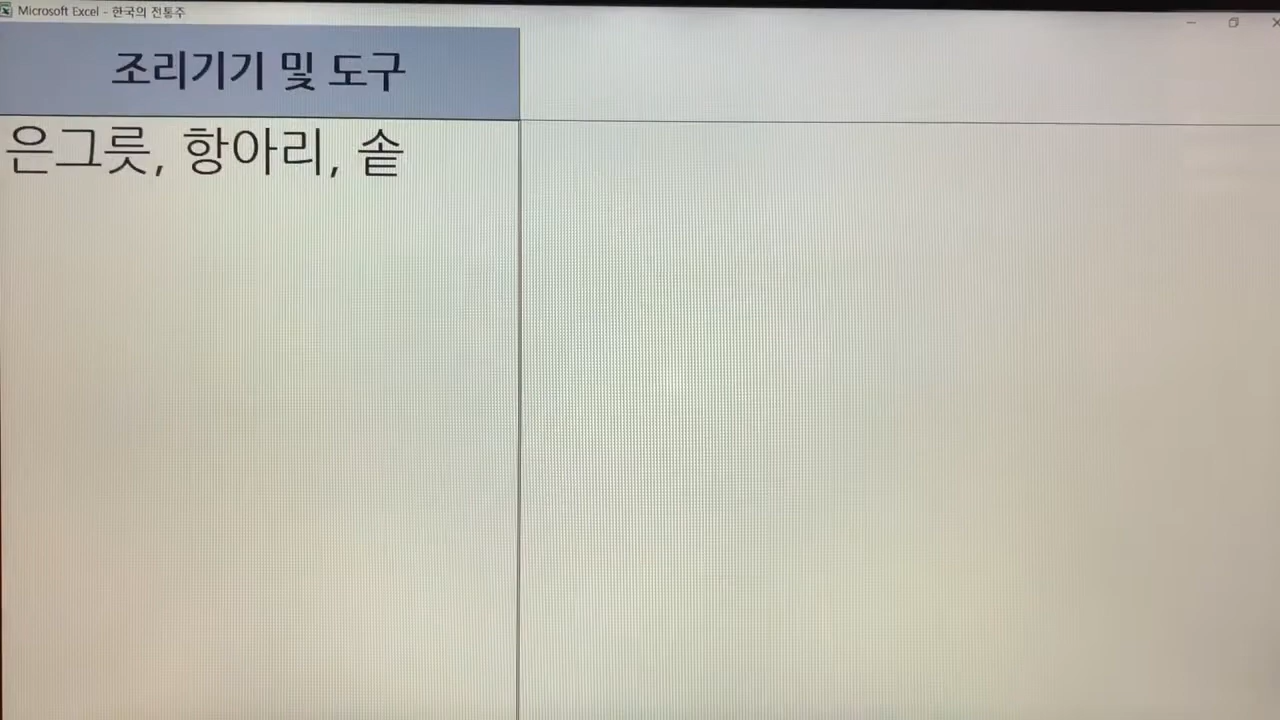 Microsoft Excel - 한국의 전통주
조리기기 및 도구
은그릇, 항아리, 솥